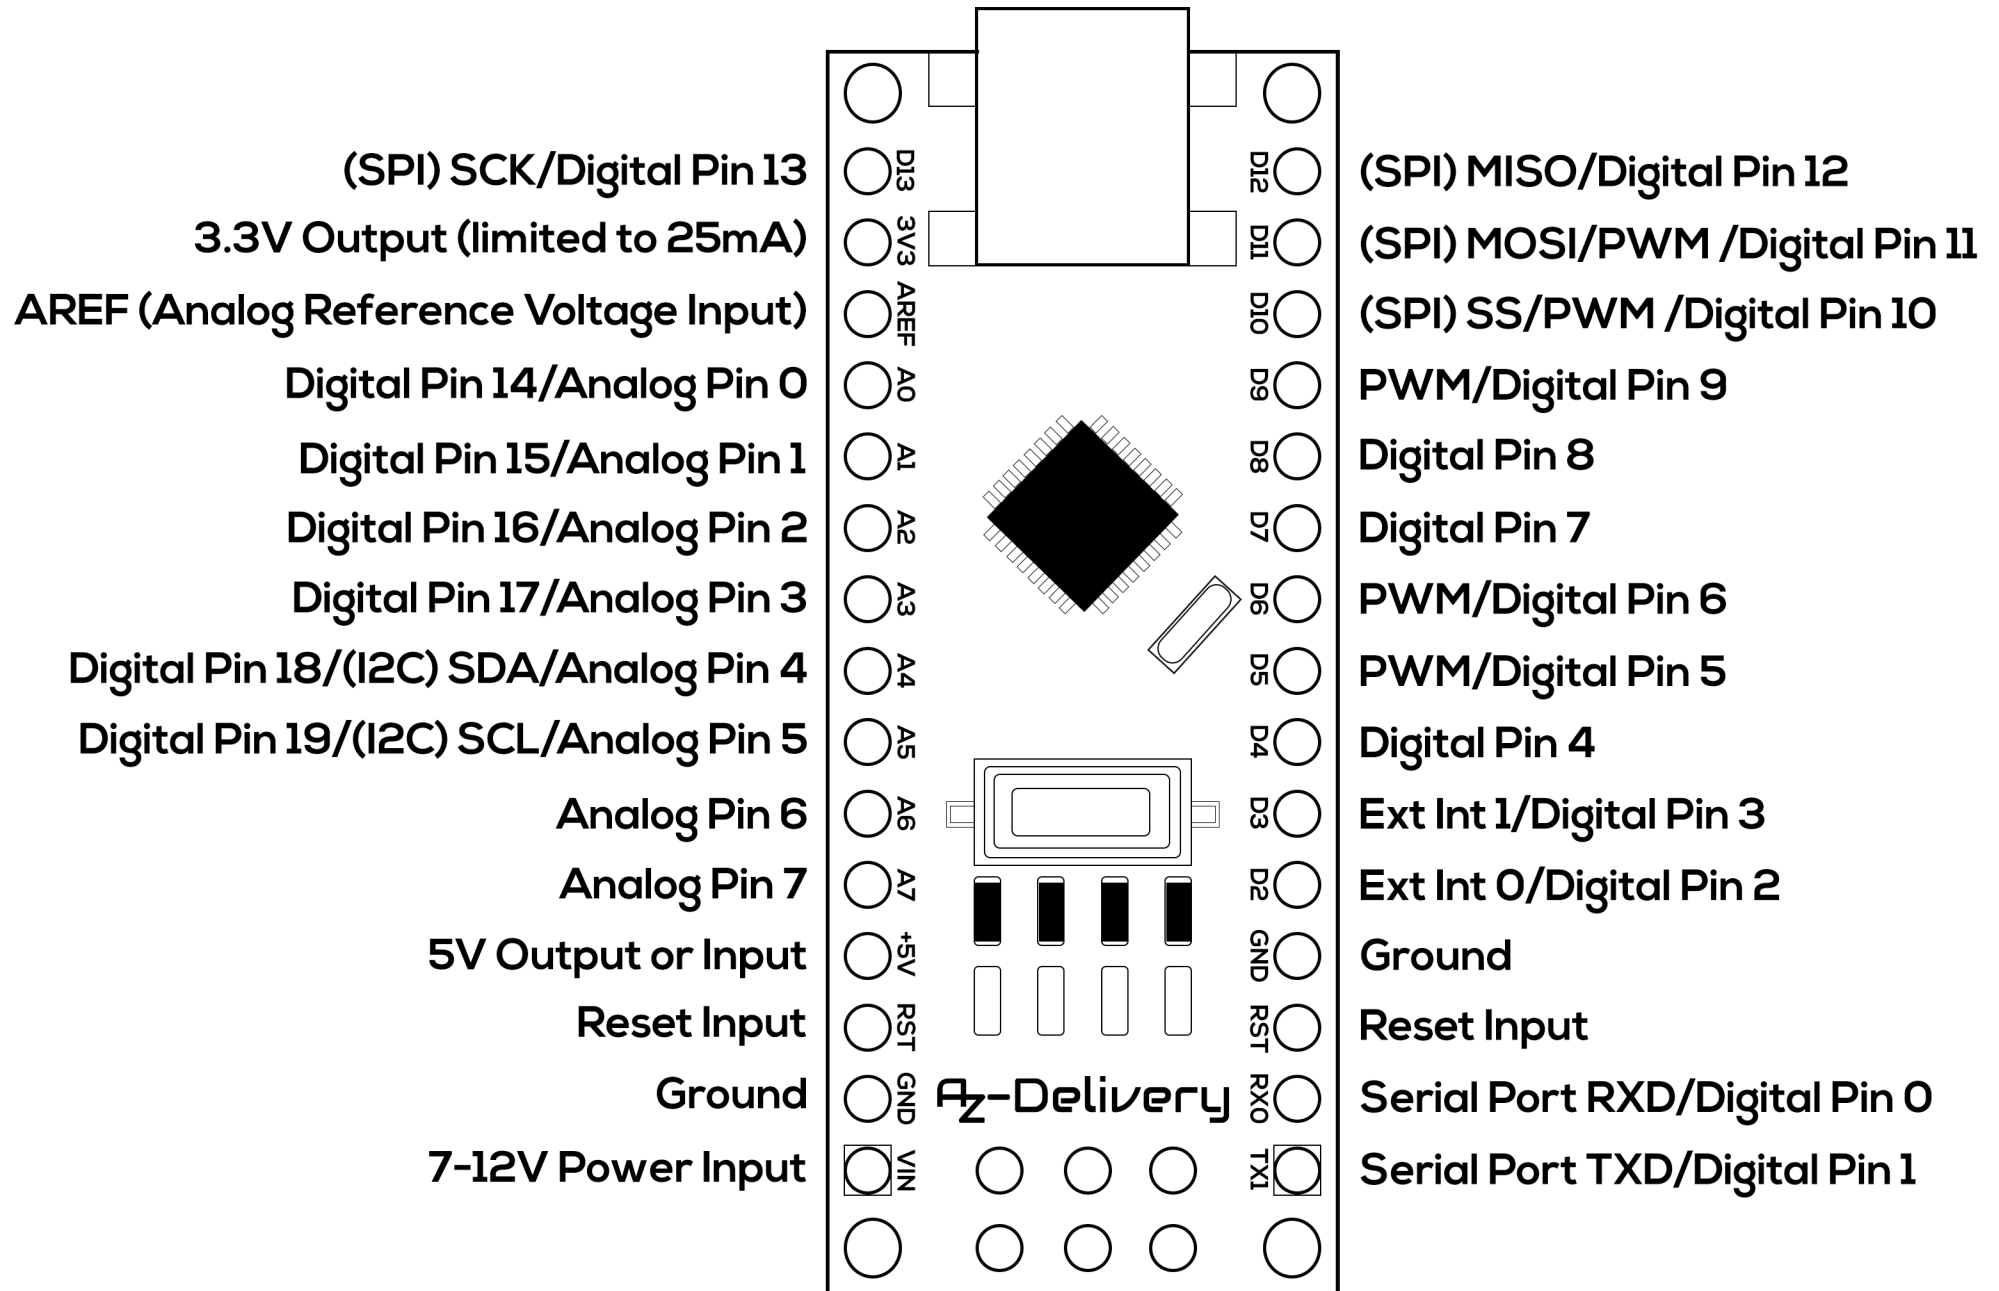 (SPI) SCK/Digital Pin 13
3.3V Output (limited to 25mA)
AREF (Analog Reference Voltage Input)
Digital Pin 14/Analog Pin 0
Digital Pin 15/Analog Pin 1
Digital Pin 16/Analog Pin 2
Digital Pin 17/Analog Pin 3
Digital Pin 18/(I2C) SDA/Analog Pin 4
Digital Pin 19/(I2C) SCL/Analog Pin 5
Analog Pin 6
Analog Pin 7
5V Output or Input
Reset Input
Ground
7-12V Power Input
D13
3V3
AREF
A0
A1
A2
A3
A4
A5
A6
A7
+5V
RST
GND
VIN
Az-Delivery
D12
D11
D10
D9
D8
D7
D6
D5
D4
D3
D2
GND
RST
RX0
TX1
(SPI) MISO/Digital Pin 12
(SPI) MOSI/PWM /Digital Pin 11
(SPI) SS/PWM /Digital Pin 10
PWM/Digital Pin 9
Digital Pin 8
Digital Pin 7
PWM/Digital Pin 6
PWM/Digital Pin 5
Digital Pin 4
Ext Int 1/Digital Pin 3
Ext Int 0/Digital Pin 2
Ground
Reset Input
Serial Port RXD/Digital Pin 0
Serial Port TXD/Digital Pin 1